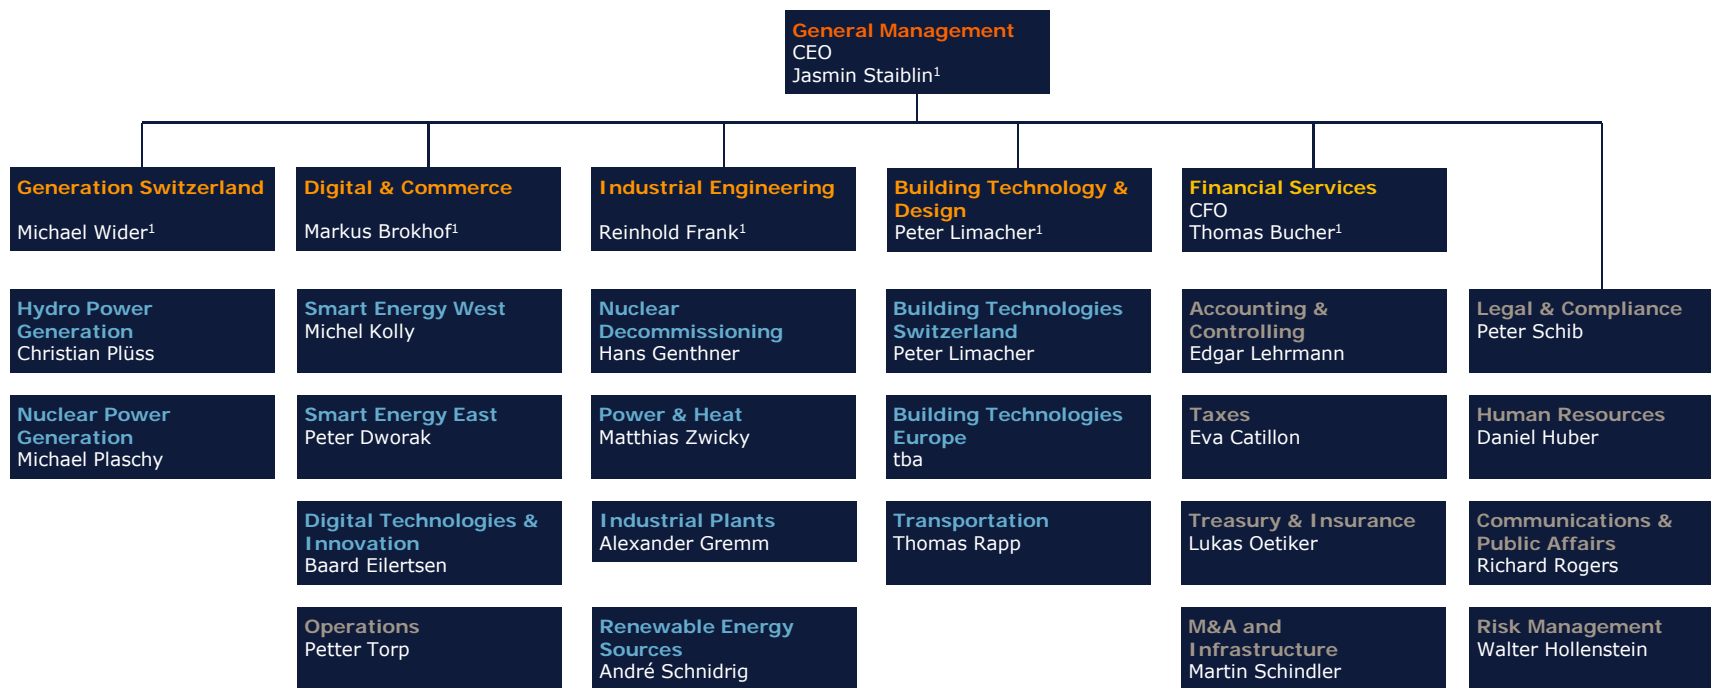 General Management
CEO
Jasmin Staiblin¹
Generation Switzerland
Michael Wider¹
Digital & Commerce
Markus Brokhof¹
Industrial Engineering
Reinhold Frank¹
Building Technology &
Design
Peter Limacher¹
Financial Services
CFO
Thomas Bucher¹
Hydro Power
Generation
Christian Plüss
Smart Energy West
Michel Kolly
Nuclear
Decommissioning
Hans Genthner
Building Technologies
Switzerland
Peter Limacher
Accounting &
Controlling
Edgar Lehrmann
Legal & Compliance
Peter Schib
Nuclear Power
Generation
Michael Plaschy
Smart Energy East
Peter Dworak
Power & Heat
Matthias Zwicky
Building Technologies
Europe
tba
Taxes
Eva Catillon
Human Resources
Daniel Huber
Digital Technologies &
Innovation
Baard Eilertsen
Industrial Plants
Alexander Gremm
Transportation
Thomas Rapp
Treasury & Insurance
Lukas Oetiker
Communications &
Public Affairs
Richard Rogers
Operations
Petter Torp
Renewable Energy
Sources
André Schnidrig
M&A and
Infrastructure
Martin Schindler
Risk Management
Walter Hollenstein